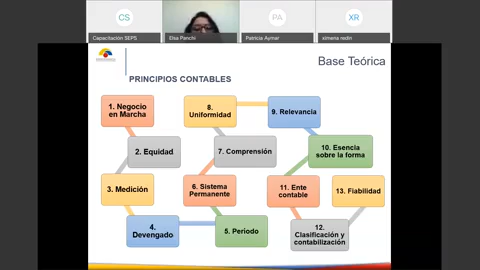 CS
PA
XR
Capacitación SEPS
Elsa Panchi
Patricia Aymar
ximena redin
Base Teórica
PRINCIPIOS CONTABLES
1. Negocio
en Marcha
2. Equidad
3. Medición
4.
Devengado
5. Periodo
6. Sistema
Permanente
7. Comprensión
8.
Uniformidad
9. Relevancia
10. Esencia
sobre la forma
11. Ente
contable
12.
Clasificación y
contabilización
13. Fiabilidad